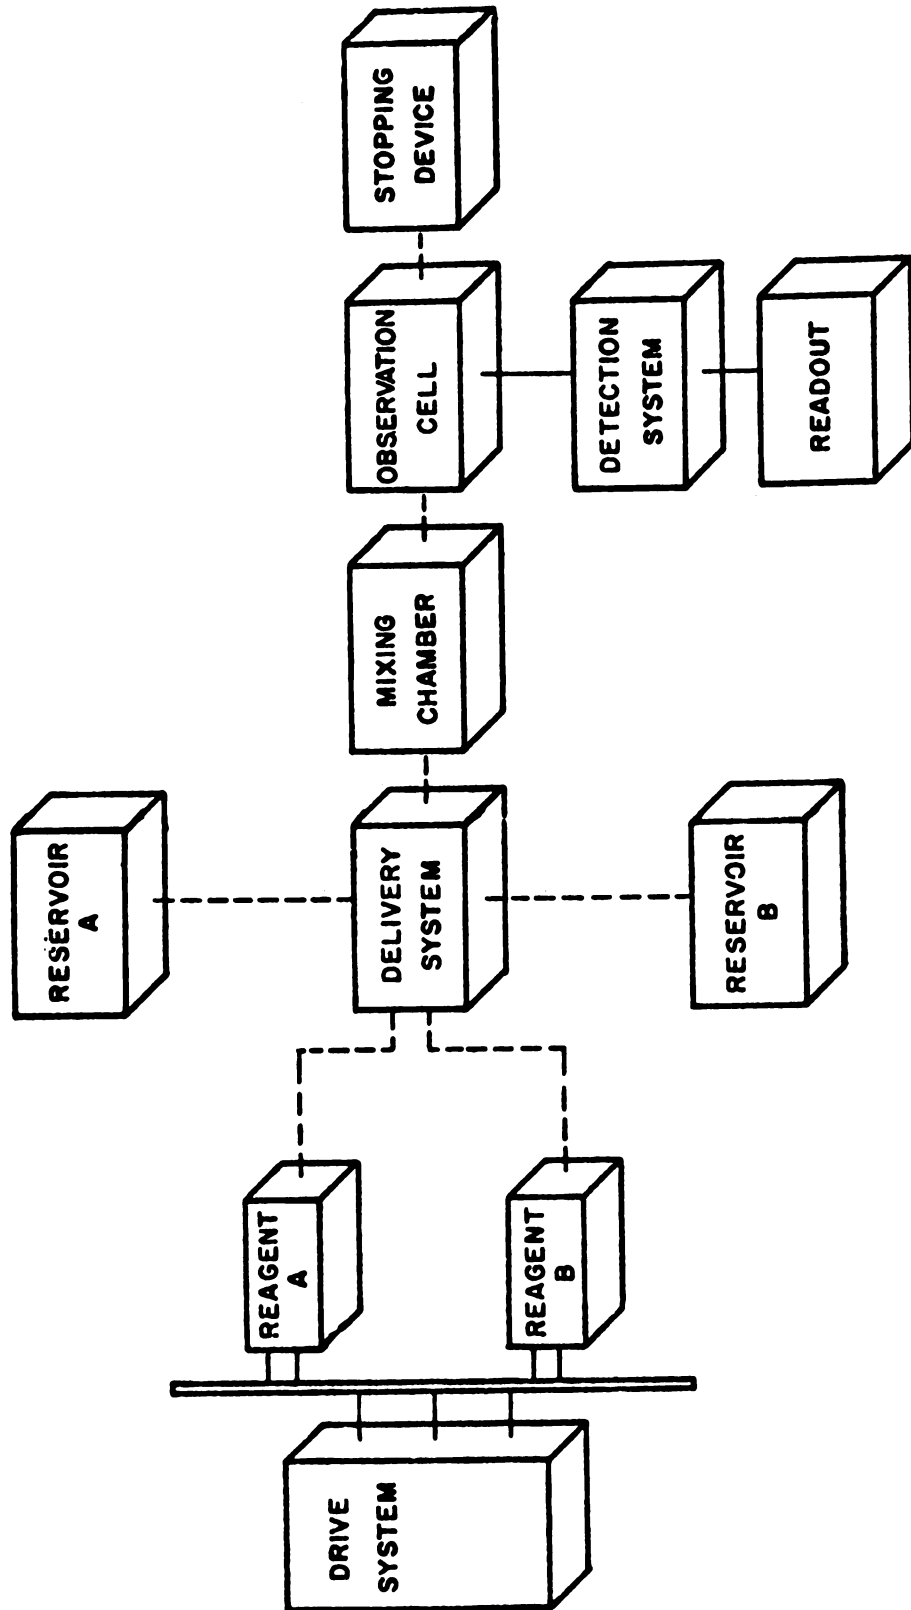 DRIVE
SYSTEM
REAGENT
A
REAGENT
B
RESERVOIR
A
DELIVERY
SYSTEM
RESERVOIR
B
MIXING
CHAMBER
OBSERVATION
CELL
STOPPING
DEVICE
DETECTION
SYSTEM
READOUT